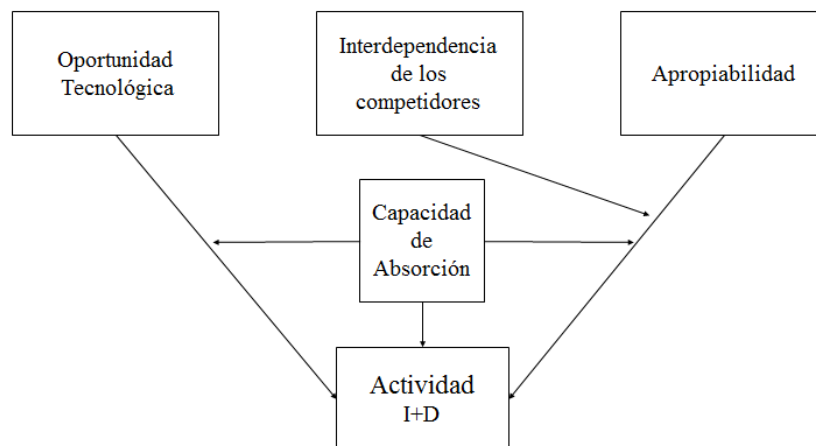 Oportunidad
Tecnológica
Interdependencia
de los
competidores
Apropiabilidad
Capacidad
de
Absorción
Actividad
I+D